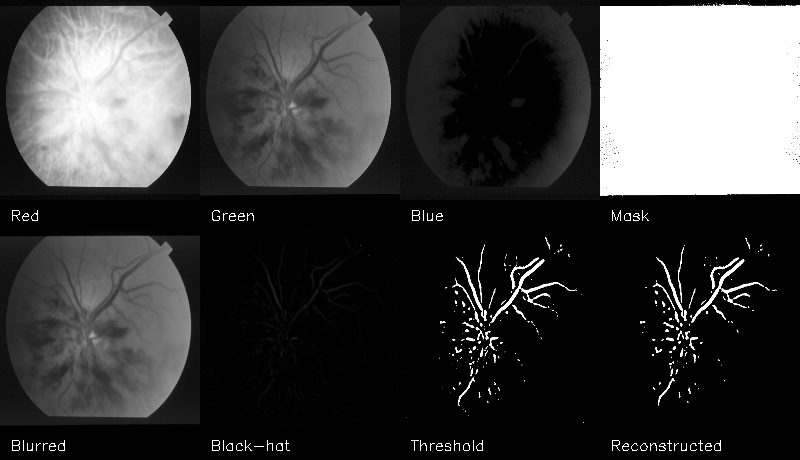 Red
Green
Blue
Mask
Blurred
Black-hat
Threshold
Reconstructed